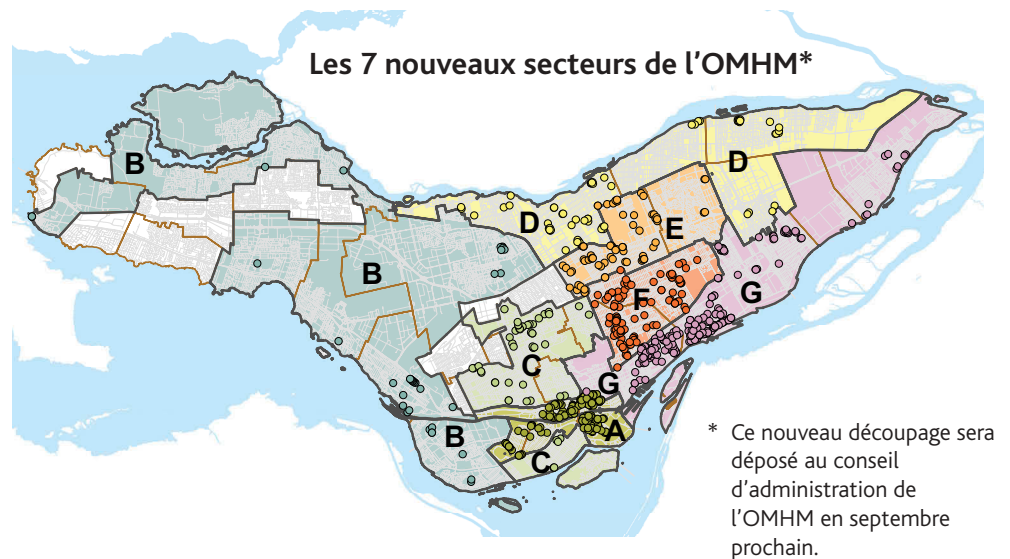 Les 7 nouveaux secteurs de l'OMHM*
D
B
D
E
B
F
G
C
G
A
B
C
* Ce nouveau découpage sera
déposé au conseil
d'administration de
l'OMHM en septembre
prochain.